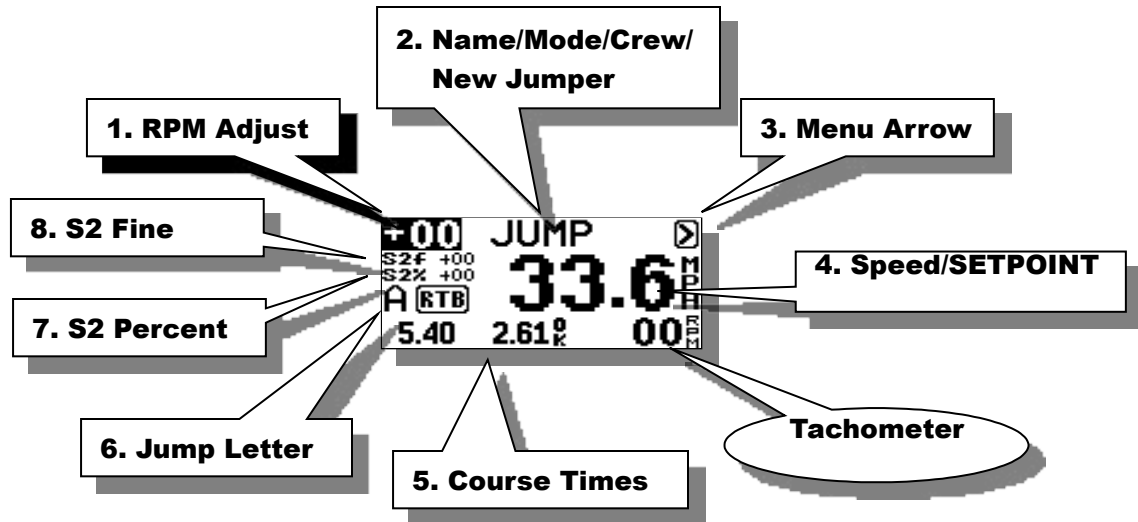 2. Name/Mode/Crew/
New Jumper
1. RPM Adjust
3. Menu Arrow
8. S2 Fine
+00 JUMP >
S2f +00
S2% +00
33.6 MPH
4. Speed/SETPOINT
7. S2 Percent
A RTB
5.40 2.61 OK 00 RPM
6. Jump Letter
Tachometer
5. Course Times